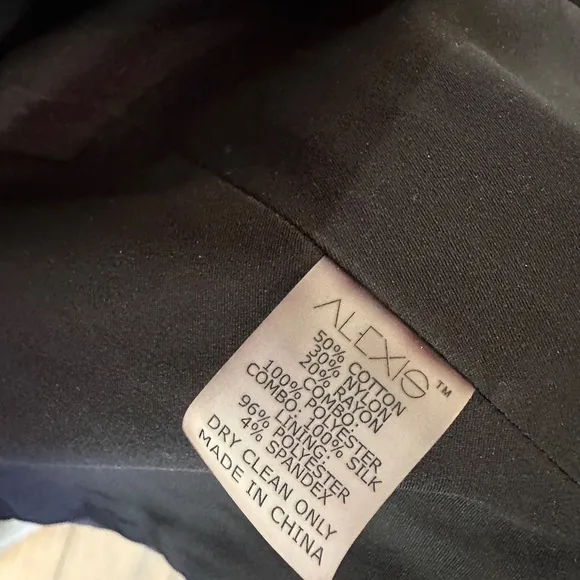 ALEXIS™
50% COTTON
30% NYLON
20% RAYON
COMBO:
100% POLYESTER
COMBO: 100% SILK
LINING:
96% POLYESTER
4% SPANDEX
DRY CLEAN ONLY
MADE IN CHINA